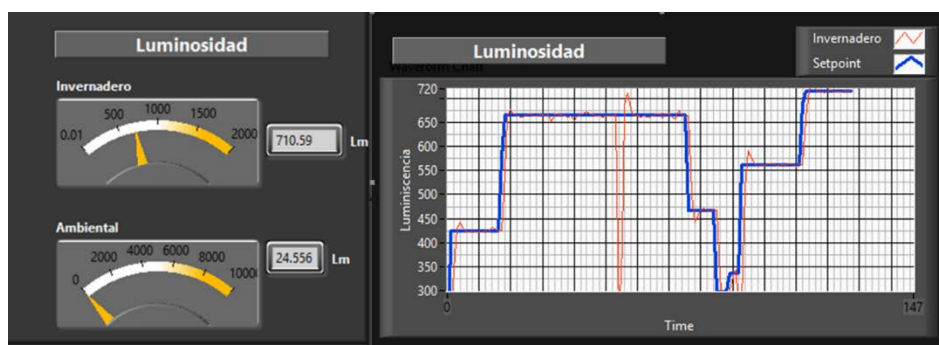 Luminosidad
Invernadero
0.01 500 1000 1500 2000
710.59 Lm
Ambiental
0 2000 4000 6000 8000 10000
24.556 Lm
Luminosidad
Waveform Chart
Invernadero
Setpoint
Luminiscencia
720
650
600
550
500
450
400
350
300
0 147
Time